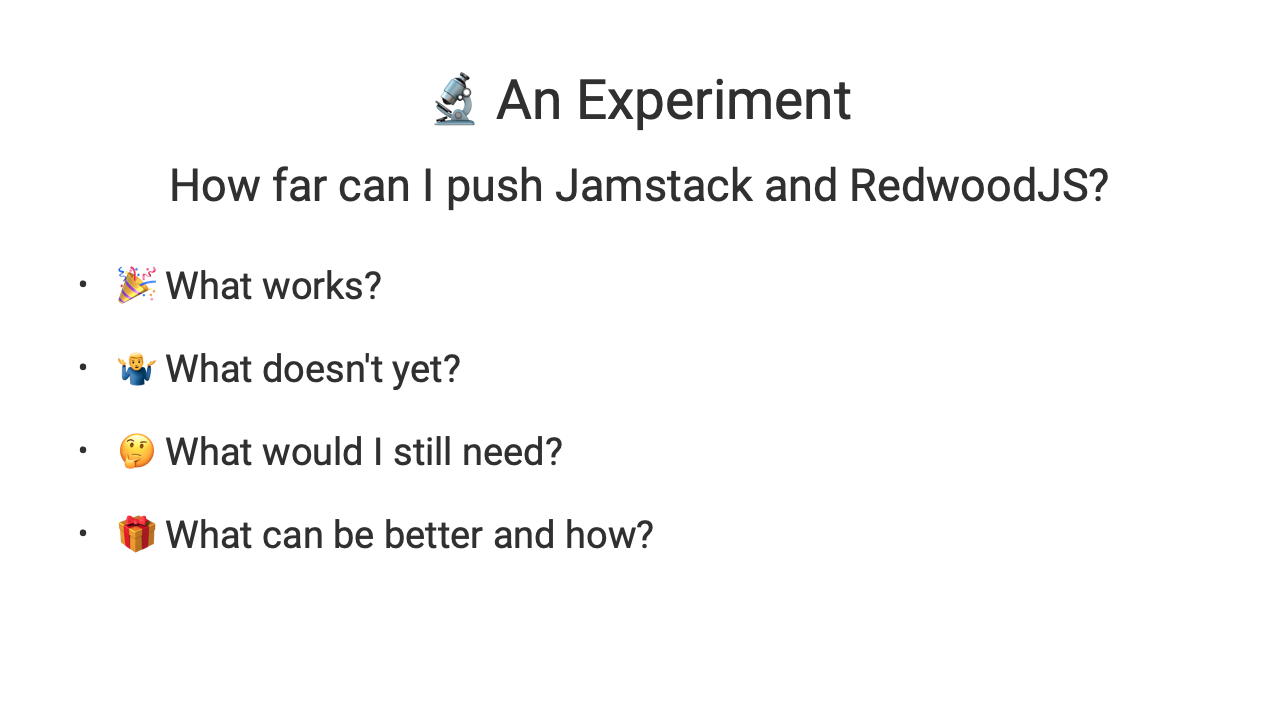 🔬 An Experiment
How far can I push Jamstack and RedwoodJS?
• 🎉 What works?
• 🤷‍♂️ What doesn't yet?
• 🤔 What would I still need?
• 🎁 What can be better and how?